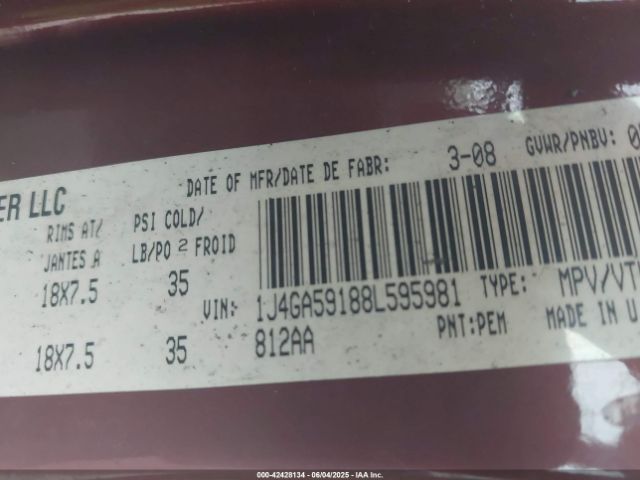 DATE OF MFR/DATE DE FABR: 3-08 GVWR/PNBV:
ER LLC
RIMS AT/ PSI COLD/
JANTES A LB/PO 2 FROID
18X7.5 35
VIN: 1J4GA59188L595981 TYPE: MPV/VT
18X7.5 35 812AA PNT:PEM MADE IN U
00-42428134 - 06/04/2025 - IAA Inc.